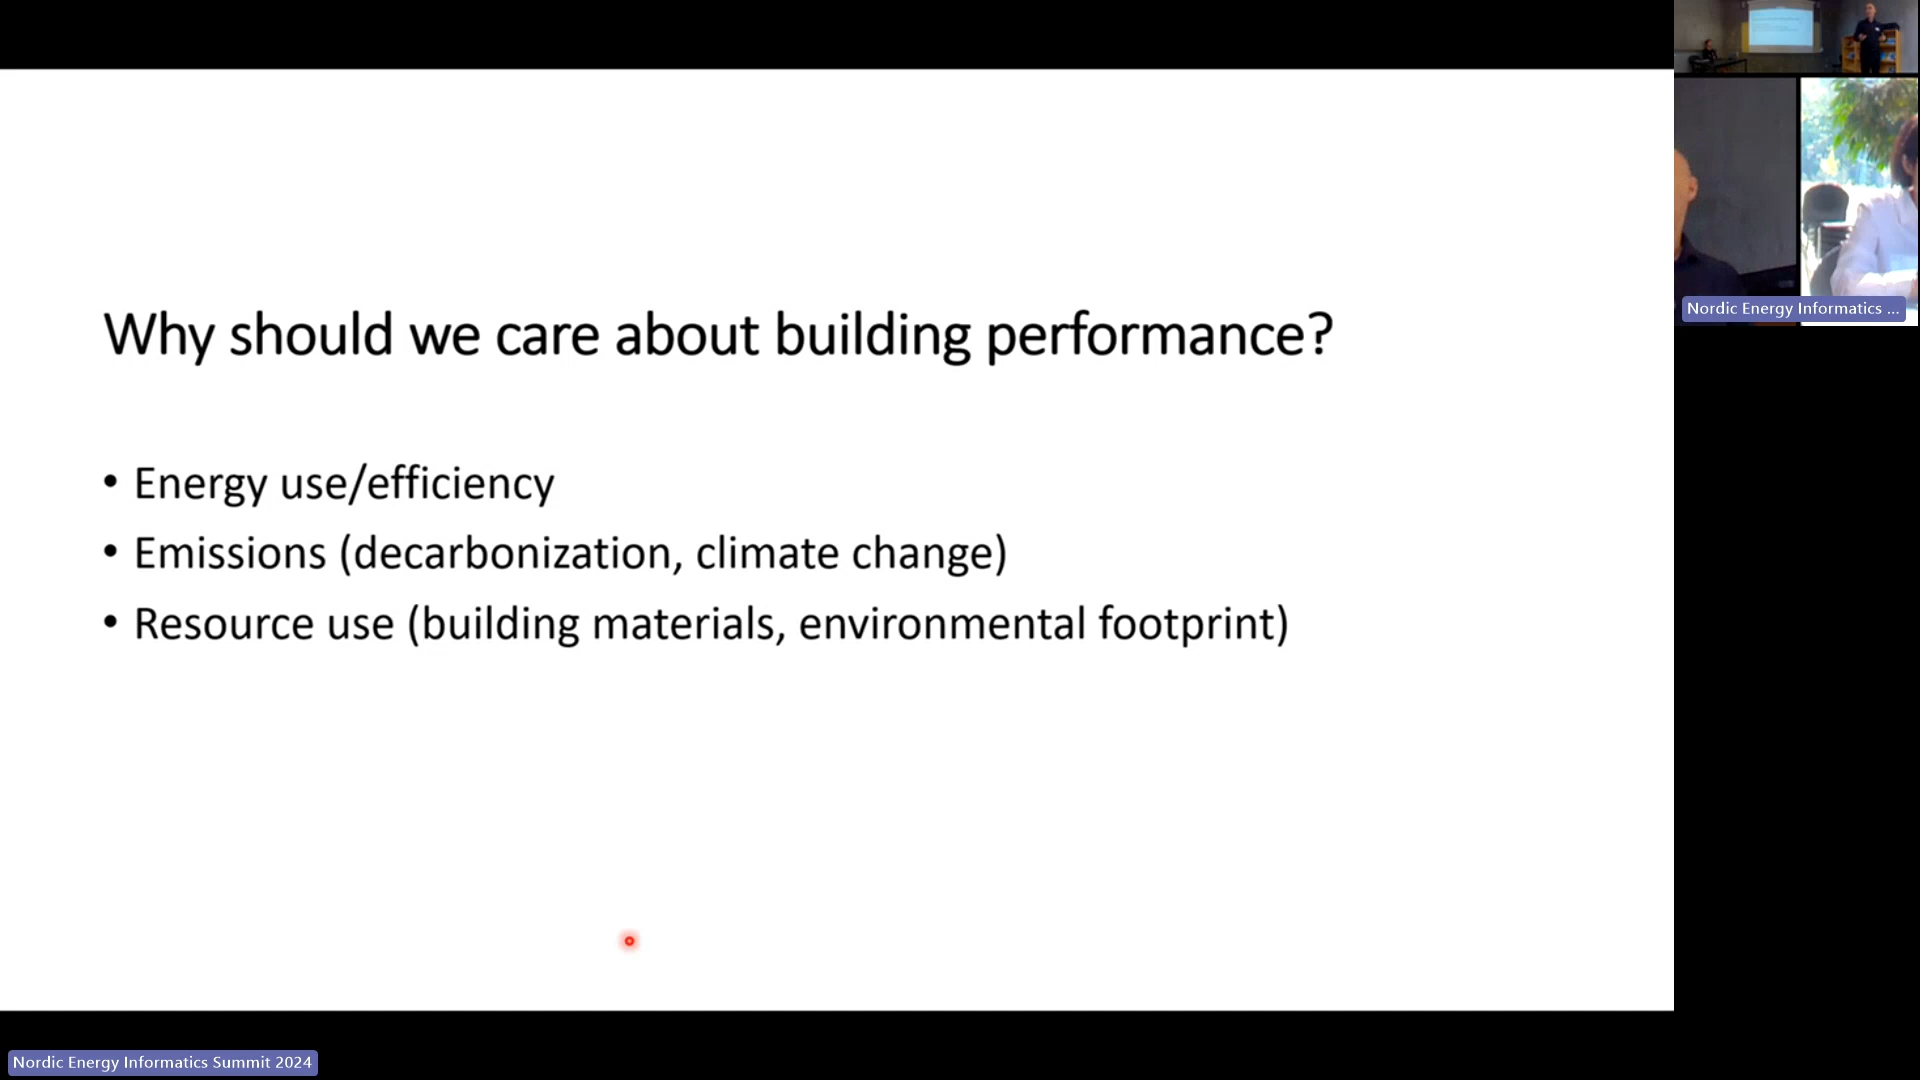 Why should we care about building performance?
• Energy use/efficiency
• Emissions (decarbonization, climate change)
• Resource use (building materials, environmental footprint)
Nordic Energy Informatics ...
Nordic Energy Informatics Summit 2024